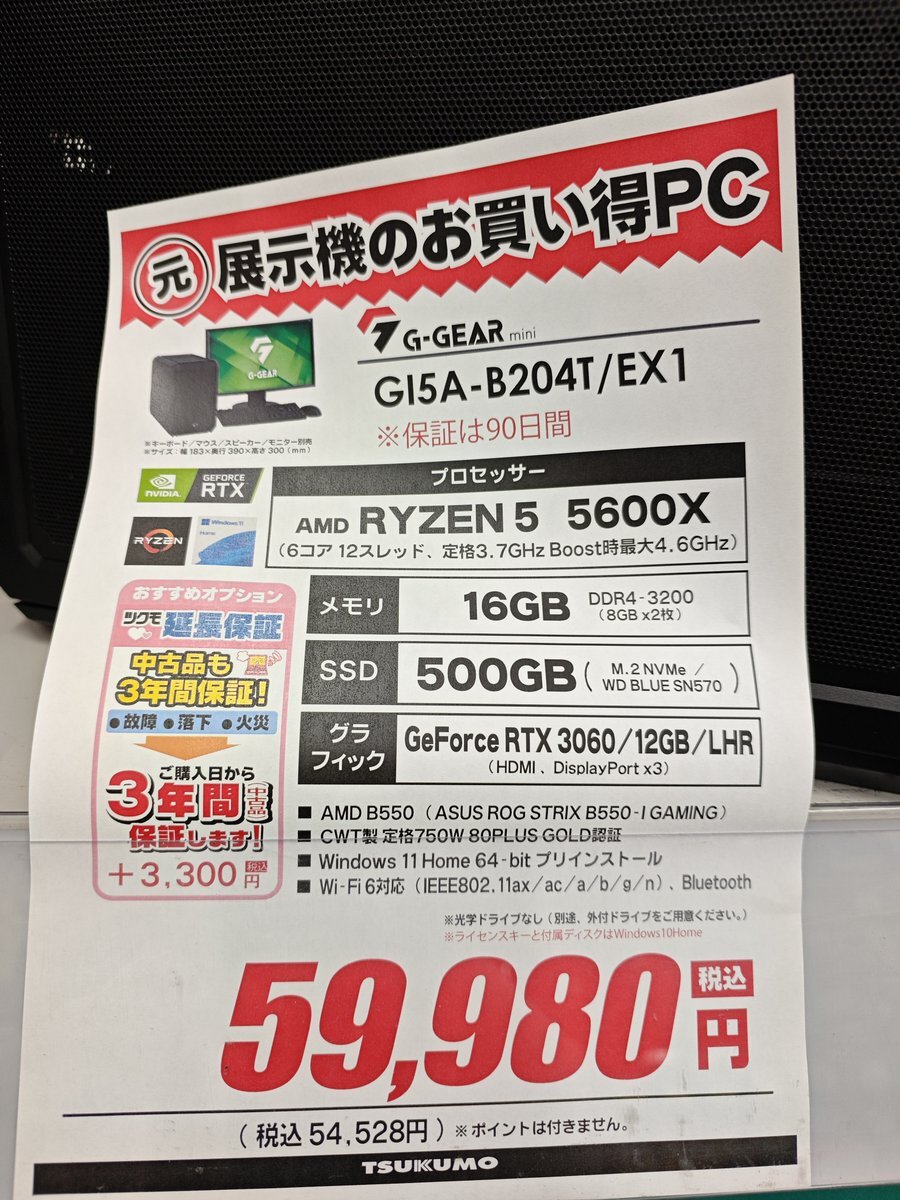 元 展示機のお買い得PC
G-GEAR mini
GI5A-B204T/EX1
※保証は90日間
G-GEAR
※キーボード/マウス/スピーカー/モニター別売
※サイズ:幅183×奥行390×高さ300(mm)
NVIDIA. GEFORCE RTX
RYZEN
Windows 11
Home
プロセッサー
AMD RYZEN 5 5600X
(6コア 12スレッド、定格3.7GHz Boost時最大4.6GHz)
メモリ 16GB DDR4-3200 (8GB x2枚)
SSD 500GB ( M.2 NVMe / WD BLUE SN570 )
グラフィック GeForce RTX 3060/12GB/LHR
(HDMI、DisplayPort x3)
おすすめオプション
ツクモ 延長保証
中古品も
3年間保証!
●故障 ●落下 ●火災
ご購入日から
3年間(中古品)
保証します!
+3,300円 税込
■ AMD B550 (ASUS ROG STRIX B550-I GAMING)
■ CWT製 定格750W 80PLUS GOLD認証
■ Windows 11 Home 64-bit プリインストール
■ Wi-Fi 6対応 (IEEE802.11ax/ac/a/b/g/n)、Bluetooth
※光学ドライブなし(別途、外付ドライブをご用意ください。)
※ライセンスキーと付属ディスクはWindows10Home
59,980円 税込
(税込 54,528円) ※ポイントは付きません。
TSUKUMO